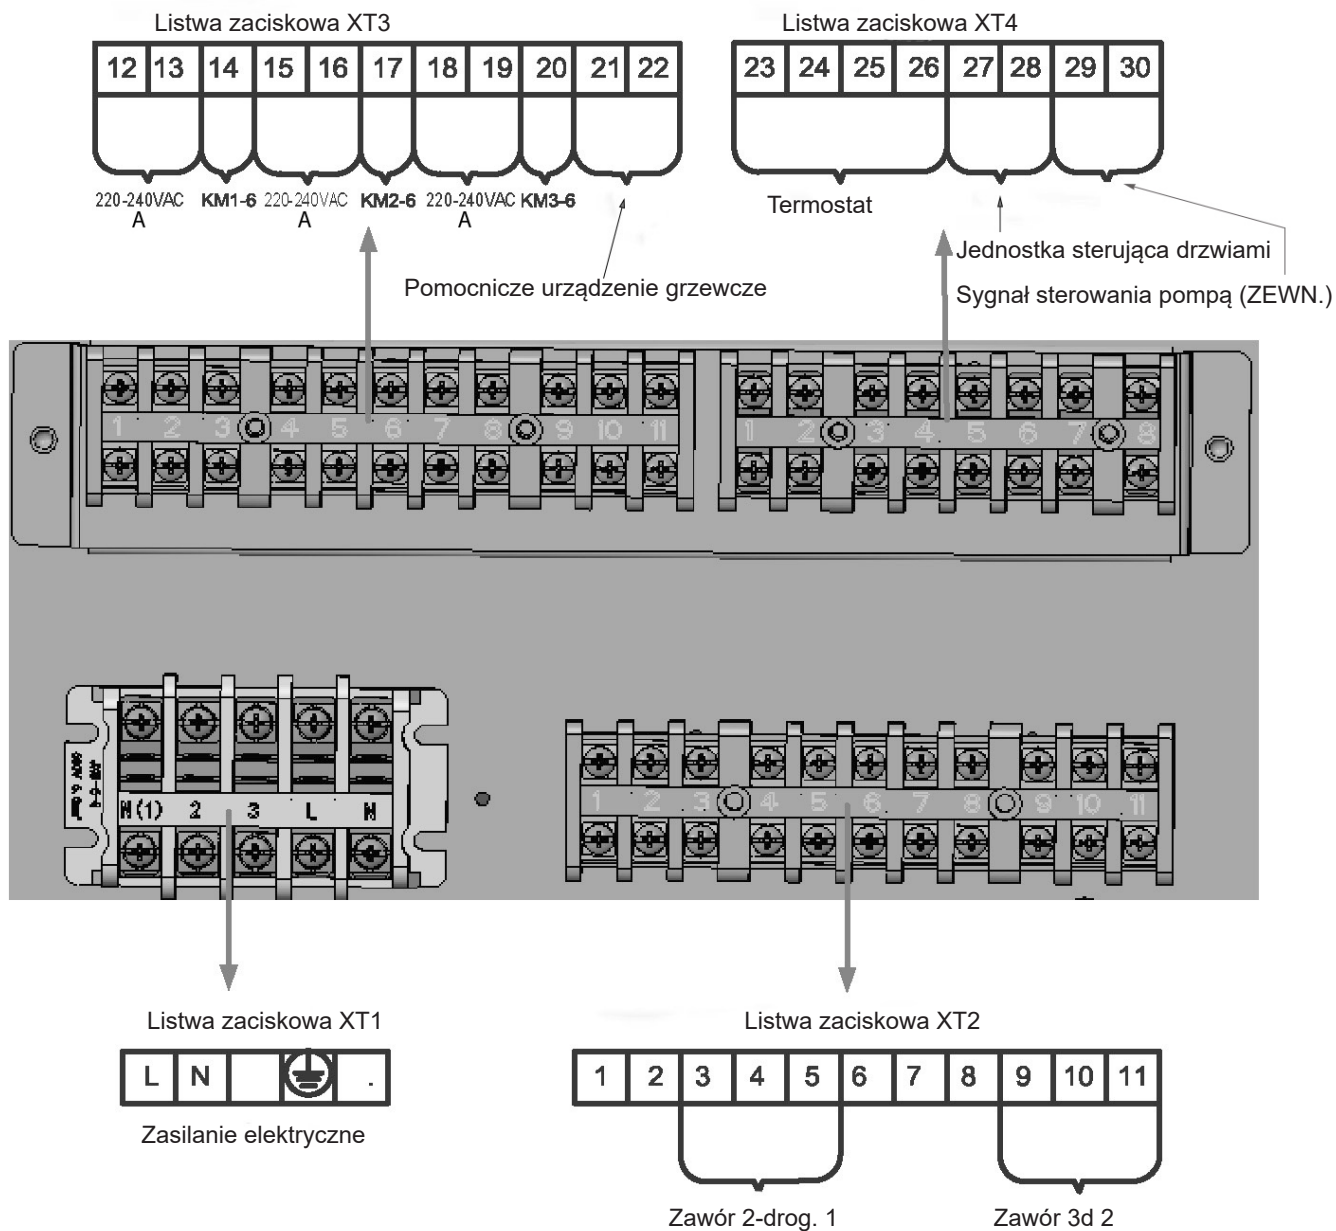 Listwa zaciskowa XT3 Listwa zaciskowa XT4
12 13 14 15 16 17 18 19 20 21 22 23 24 25 26 27 28 29 30
220-240VAC KM1-6 220-240VAC KM2-6 220-240VAC KM3-6 Termostat
A A A
Jednostka sterująca drzwiami
Pomocnicze urządzenie grzewcze Sygnał sterowania pompą (ZEWN.)
1 2 3 4 5 6 7 8 9 10 11 1 2 3 4 5 6 7 8
N(1) 2 3 L N 1 2 3 4 5 6 7 8 9 10 11
Listwa zaciskowa XT1 Listwa zaciskowa XT2
L N . 1 2 3 4 5 6 7 8 9 10 11
Zasilanie elektryczne
Zawór 2-drog. 1 Zawór 3d 2